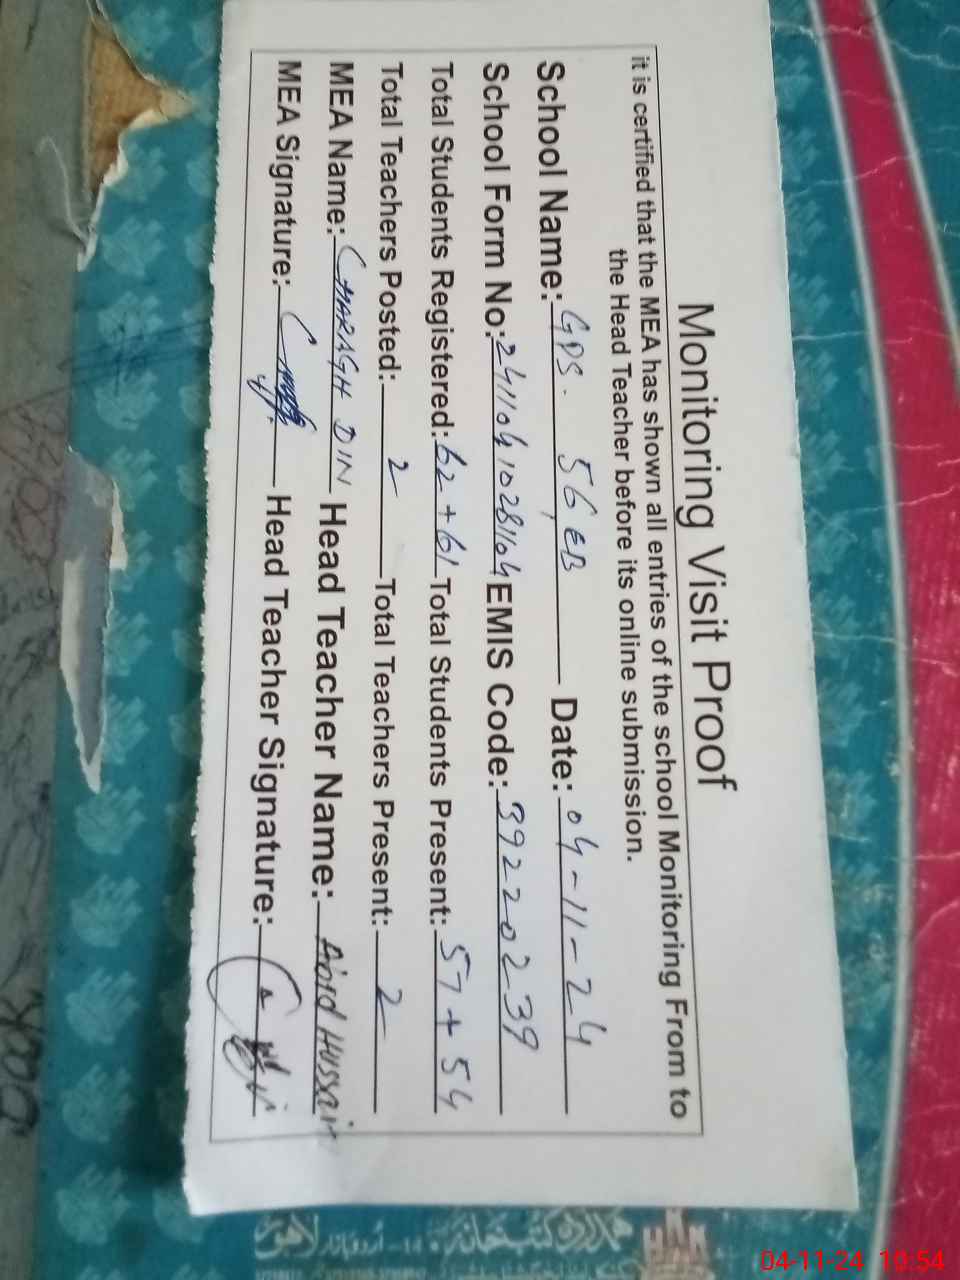 Monitoring Visit Proof
it is certified that the MEA has shown all entries of the school Monitoring From to
the Head Teacher before its online submission.
School Name: GPS. 56, EB Date: 04-11-24
School Form No: 24110410281104 EMIS Code: 39220239
Total Students Registered: 62+61 Total Students Present: 57+54
Total Teachers Posted: 2 Total Teachers Present: 2
MEA Name: CHARAGH DIN Head Teacher Name: Abid Hussain
MEA Signature: Head Teacher Signature:
04-11-24 10:54